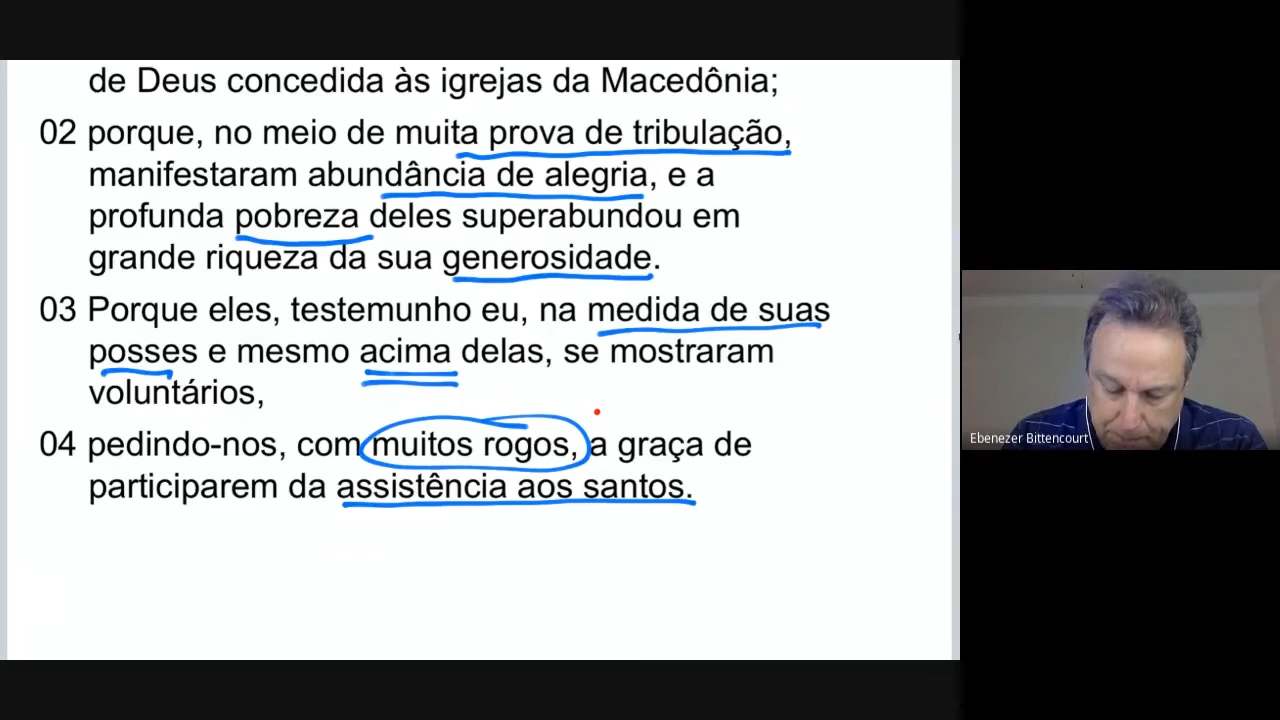 de Deus concedida às igrejas da Macedônia;
02 porque, no meio de muita prova de tribulação,
manifestaram abundância de alegria, e a
profunda pobreza deles superabundou em
grande riqueza da sua generosidade.
03 Porque eles, testemunho eu, na medida de suas
posses e mesmo acima delas, se mostraram
voluntários,
04 pedindo-nos, com muitos rogos, a graça de
participarem da assistência aos santos.
Ebenezer Bittencourt